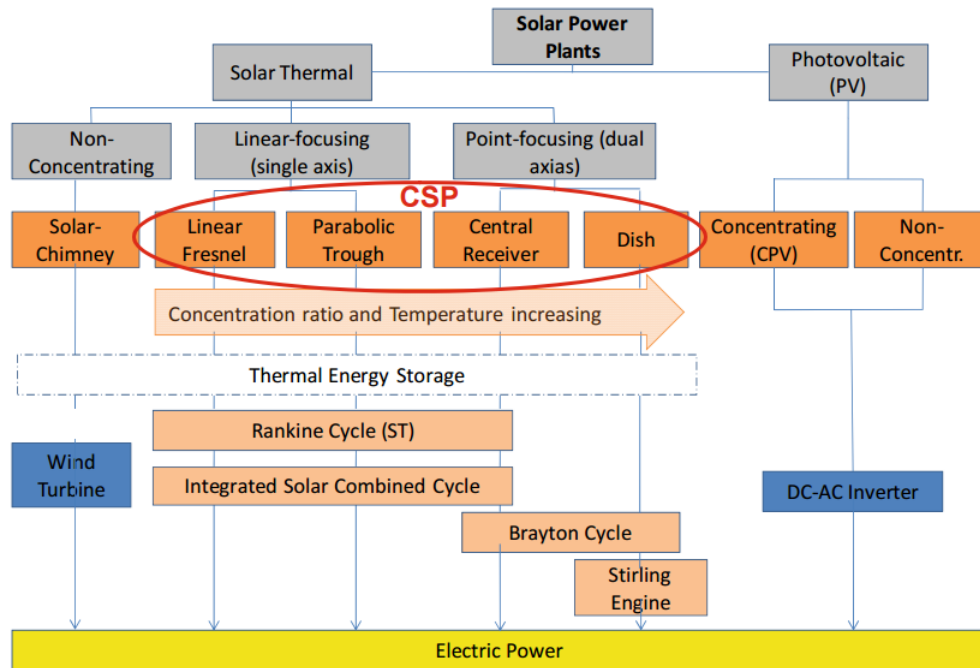 Solar Power
Plants
Solar Thermal
Photovoltaic
(PV)
Non-
Concentrating
Linear-focusing
(single axis)
Point-focusing (dual
axias)
CSP
Solar-
Chimney
Linear
Fresnel
Parabolic
Trough
Central
Receiver
Dish
Concentrating
(CPV)
Non-
Concentr.
Concentration ratio and Temperature increasing
Thermal Energy Storage
Rankine Cycle (ST)
Wind
Turbine
Integrated Solar Combined Cycle
DC-AC Inverter
Brayton Cycle
Stirling
Engine
Electric Power